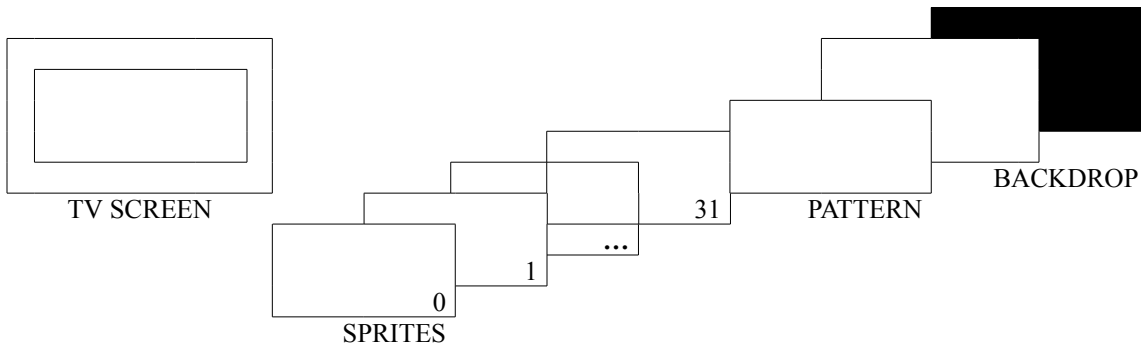 TV SCREEN
0
1
...
31
SPRITES
PATTERN
BACKDROP